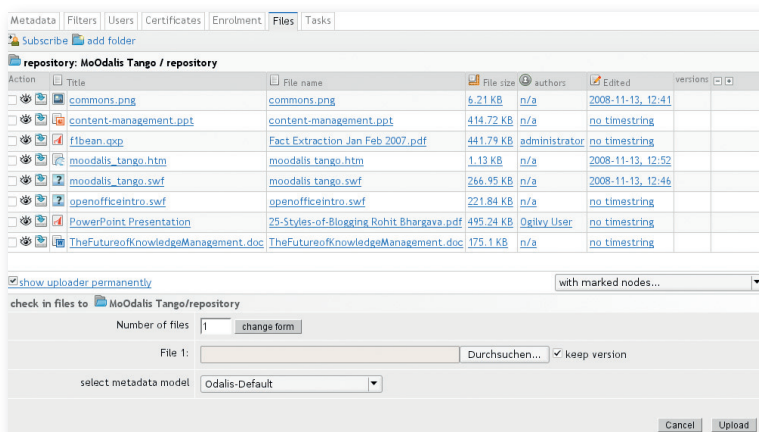 Metadata Filters Users Certificates Enrolment Files Tasks
Subscribe add folder
repository: MoOdalis Tango / repository
Action Title File name File size authors Edited versions
commons.png commons.png 6.21 KB n/a 2008-11-13, 12:41
content-management.ppt content-management.ppt 414.72 KB n/a no timestring
f1bean.qxp Fact Extraction Jan Feb 2007.pdf 441.79 KB administrator no timestring
moodalis_tango.htm moodalis tango.htm 1.13 KB n/a 2008-11-13, 12:52
moodalis_tango.swf moodalis tango.swf 266.95 KB n/a 2008-11-13, 12:46
openofficeintro.swf openofficeintro.swf 221.84 KB n/a no timestring
PowerPoint Presentation 25-Styles-of-Blogging Rohit Bhargava.pdf 495.24 KB Ogilvy User no timestring
TheFutureofKnowledgeManagement.doc TheFutureofKnowledgeManagement.doc 175.1 KB n/a no timestring
show uploader permanently with marked nodes...
check in files to MoOdalis Tango/repository
Number of files 1 change form
File 1: Durchsuchen... keep version
select metadata model Odalis-Default
Cancel Upload